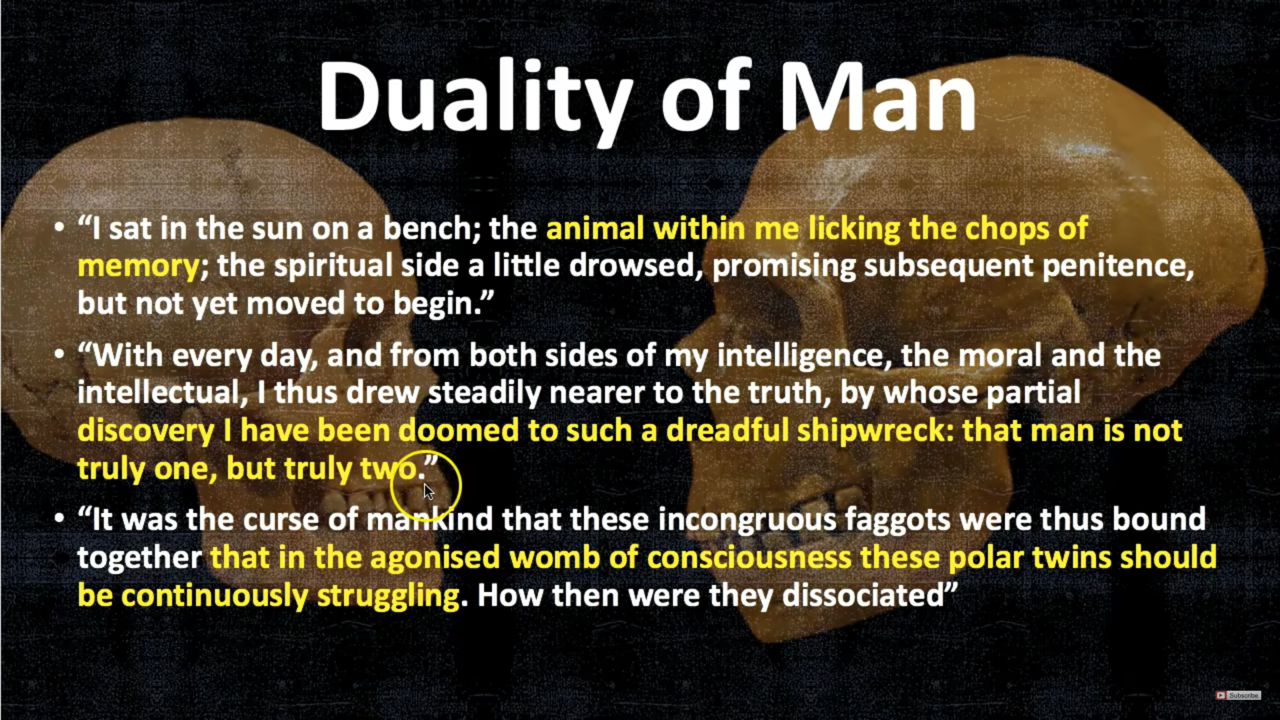 Duality of Man
• “I sat in the sun on a bench; the animal within me licking the chops of
memory; the spiritual side a little drowsed, promising subsequent penitence,
but not yet moved to begin.”
• “With every day, and from both sides of my intelligence, the moral and the
intellectual, I thus drew steadily nearer to the truth, by whose partial
discovery I have been doomed to such a dreadful shipwreck: that man is not
truly one, but truly two.”
• “It was the curse of mankind that these incongruous faggots were thus bound
together that in the agonised womb of consciousness these polar twins should
be continuously struggling. How then were they dissociated”
Subscribe